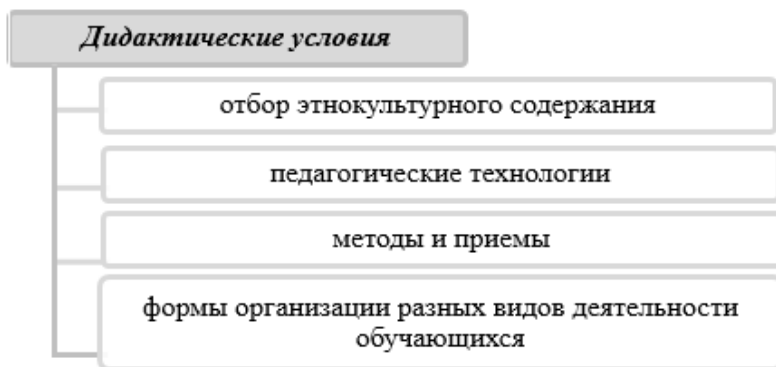 Дидактические условия
отбор этнокультурного содержания
педагогические технологии
методы и приемы
формы организации разных видов деятельности
обучающихся